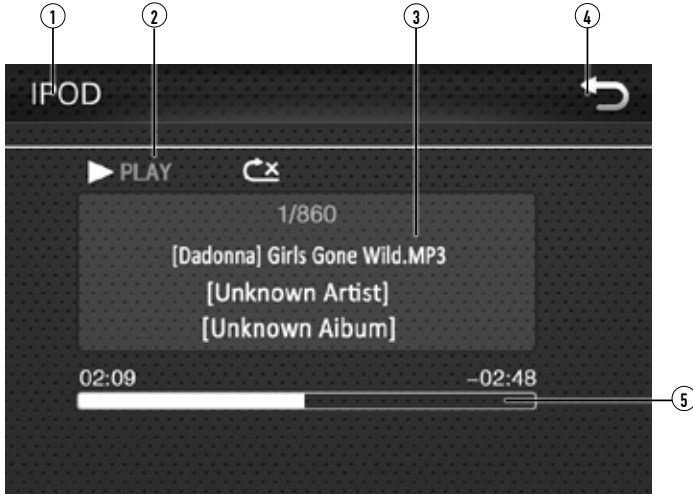 1 2 3 4
IPOD
PLAY
1/860
[Dadonna] Girls Gone Wild.MP3
[Unknown Artist]
[Unknown Aibum]
02:09 -02:48
5